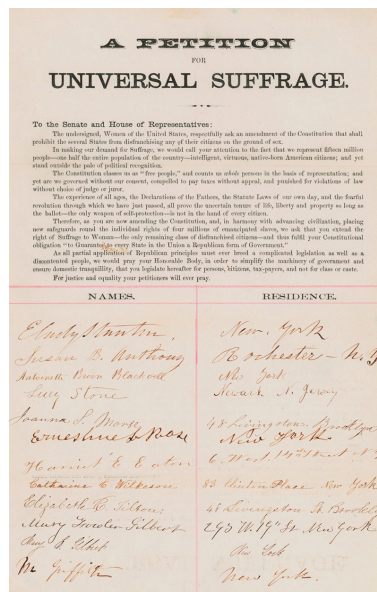 A PETITION
FOR
UNIVERSAL SUFFRAGE.
To the Senate and House of Representatives:
The undersigned, Women of the United States, respectfully ask an amendment of the Constitution that shall
prohibit the several States from disfranchising any of their citizens on the ground of sex.
In making our demand for Suffrage, we would call your attention to the fact that we represent fifteen million
people—one half the entire population of the country—intelligent, virtuous, native-born American citizens; and yet
stand outside the pale of political recognition.
The Constitution classes us as "free people," and counts us whole persons in the basis of representation; and
yet are we governed without our consent, compelled to pay taxes without appeal, and punished for violations of law
without choice of judge or juror.
The experience of all ages, the Declarations of the Fathers, the Statute Laws of our own day, and the fearful
revolution through which we have just passed, all prove the uncertain tenure of life, liberty and property so long as
the ballot—the only weapon of self-protection—is not in the hand of every citizen.
Therefore, as you are now amending the Constitution, and, in harmony with advancing civilization, placing
new safeguards round the individual rights of four millions of emancipated slaves, we ask that you extend the
right of Suffrage to Woman—the only remaining class of disfranchised citizens—and thus fulfil your Constitutional
obligation "to Guarantee every State in the Union a Republican form of Government."
As all partial application of Republican principles must ever breed a complicated legislation as well as a
discontented people, we would pray your Honorable Body, in order to simplify the machinery of government and
ensure domestic tranquillity, that you legislate hereafter for persons, citizens, tax-payers, and not for class or caste.
For justice and equality your petitioners will ever pray.
NAMES. RESIDENCE.
E Cady Stanton, New York
Susan B. Anthony Rochester - N.Y
Antoinette Brown Blackwell New York
Lucy Stone Newark N. Jersey
Joanna S. Morse 48 Livingston. Brooklyn
Ernestine L Rose New York
Harriet E Eaton 6 West 14th Street N.Y
Catharine C Wilkeson 83 Clinton Place New York
Elizabeth R Tilton 48 Livingston St. Brooklyn
Mary Fowler Gilbert 293 W. 19th St New York
New York
M Griffith New York.